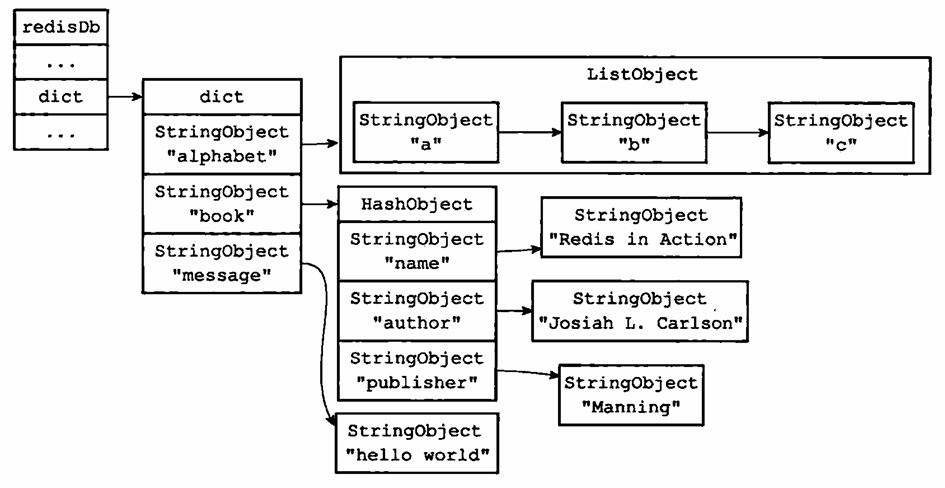 redisDb
...
dict
...
dict
StringObject
"alphabet"
StringObject
"book"
StringObject
"message"
ListObject
StringObject
"a"
StringObject
"b"
StringObject
"c"
HashObject
StringObject
"name"
StringObject
"author"
StringObject
"publisher"
StringObject
"Redis in Action"
StringObject
"Josiah L. Carlson"
StringObject
"Manning"
StringObject
"hello world"